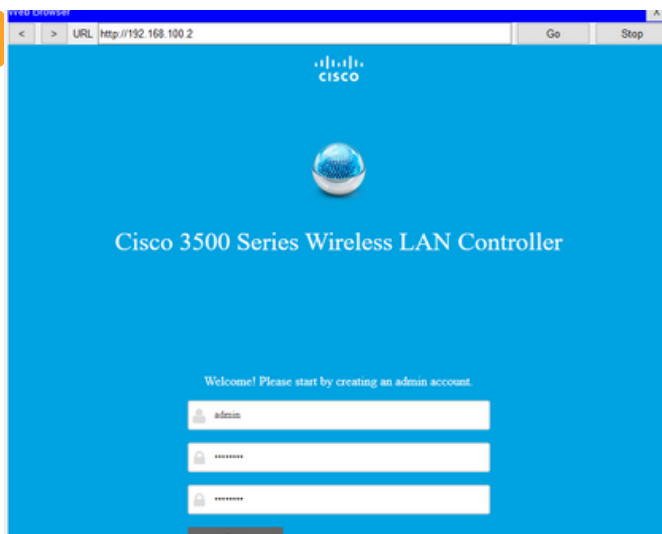 Web Browser X
< > URL http://192.168.100.2 Go Stop
CISCO
Cisco 3500 Series Wireless LAN Controller
Welcome! Please start by creating an admin account.
admin
••••••••
••••••••